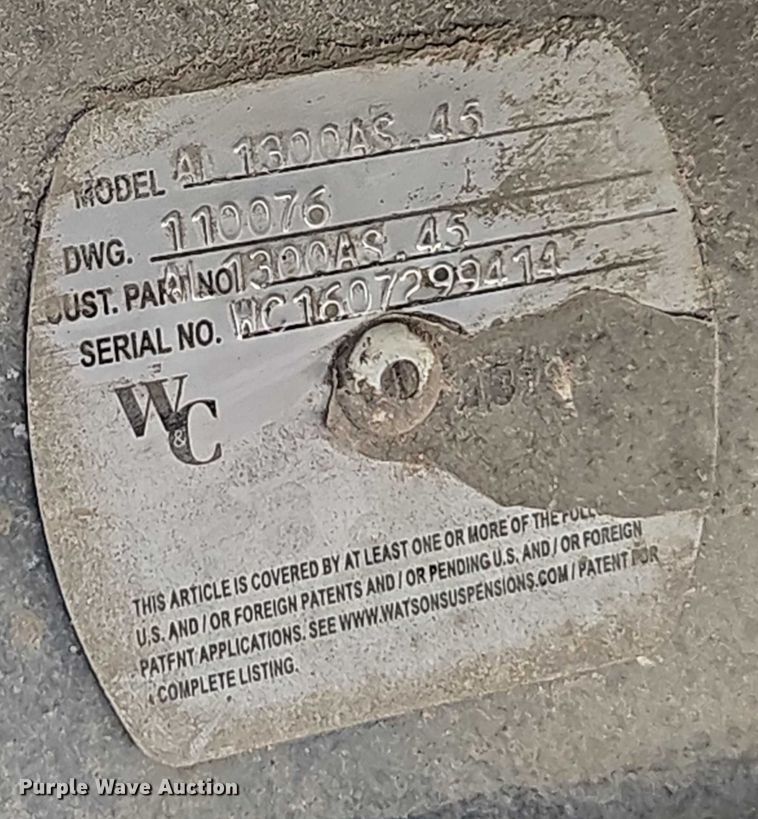 MODEL AL 1300AS.45
DWG. 110076
CUST. PART NO AL1300AS.45
SERIAL NO. WC1607299414
W&C
THIS ARTICLE IS COVERED BY AT LEAST ONE OR MORE OF THE
U.S. AND / OR FOREIGN PATENTS AND / OR PENDING U.S. AND / OR FOREIGN
PATENT APPLICATIONS. SEE WWW.WATSONSUSPENSIONS.COM / PATENT FOR
A COMPLETE LISTING.
Purple Wave Auction